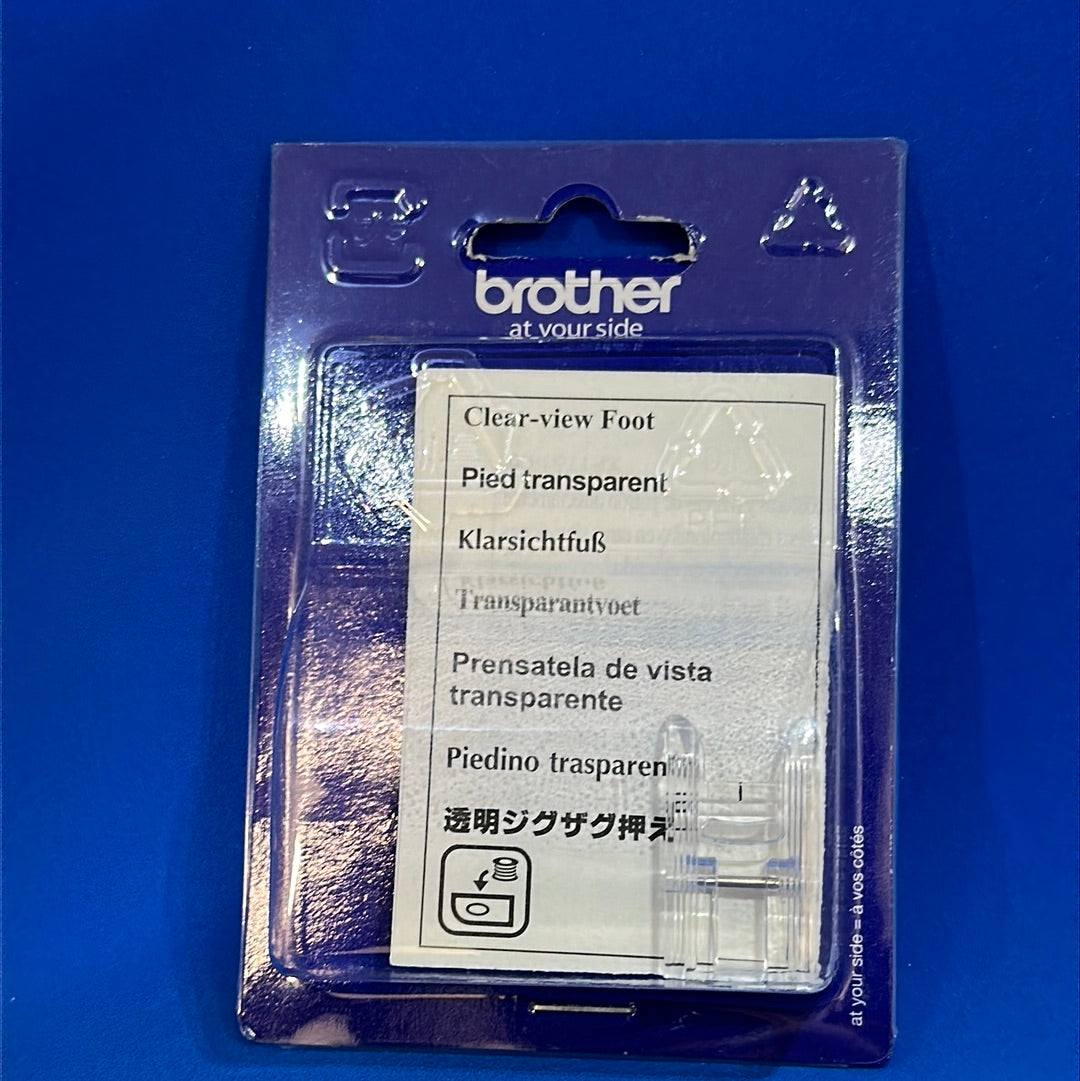 brother
at your side
Clear-view Foot
Pied transparent
Klarsichtfuß
Transparantvoet
Prensatela de vista
transparente
Piedino trasparen
透明ジグザグ押え
at your side = à vos côtés